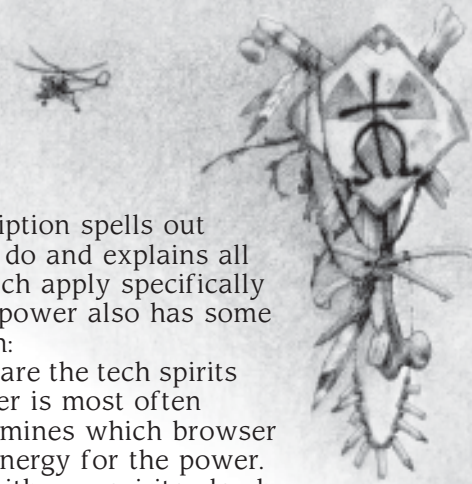 iption spells out
do and explains all
ch apply specifically
power also has some
n:
are the tech spirits
er is most often
mines which browser
nergy for the power.